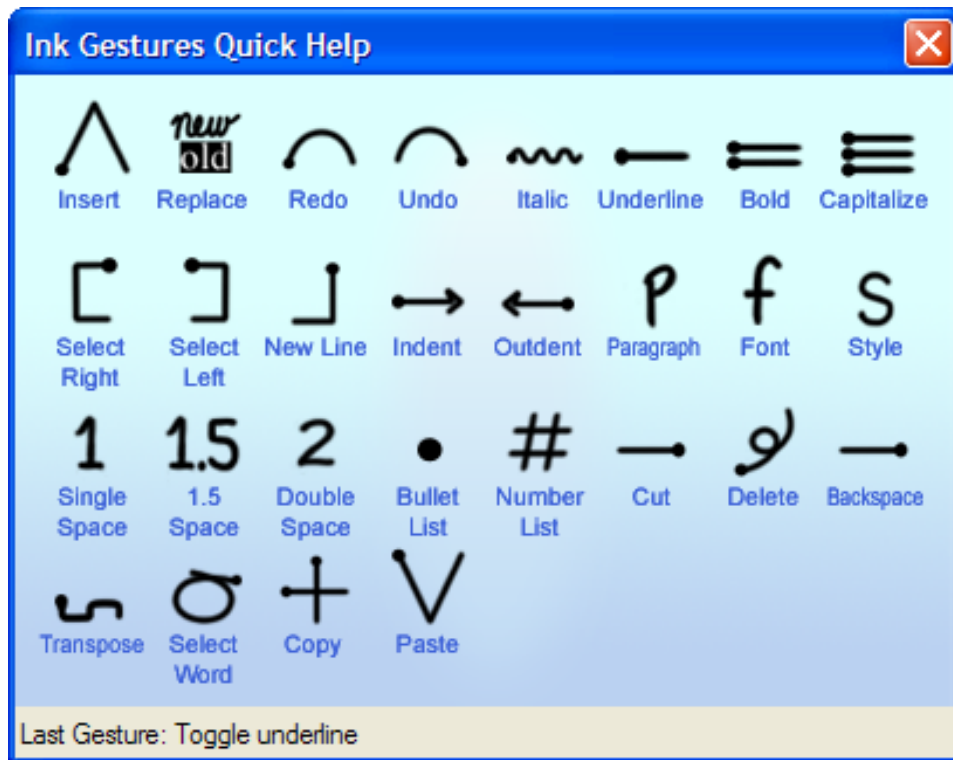 Ink Gestures Quick Help
new
old
Insert Replace Redo Undo Italic Underline Bold Capitalize
p f S
Select Right Select Left New Line Indent Outdent Paragraph Font Style
1 1.5 2 • #
Single Space 1.5 Space Double Space Bullet List Number List Cut Delete Backspace
Transpose Select Word Copy Paste
Last Gesture: Toggle underline